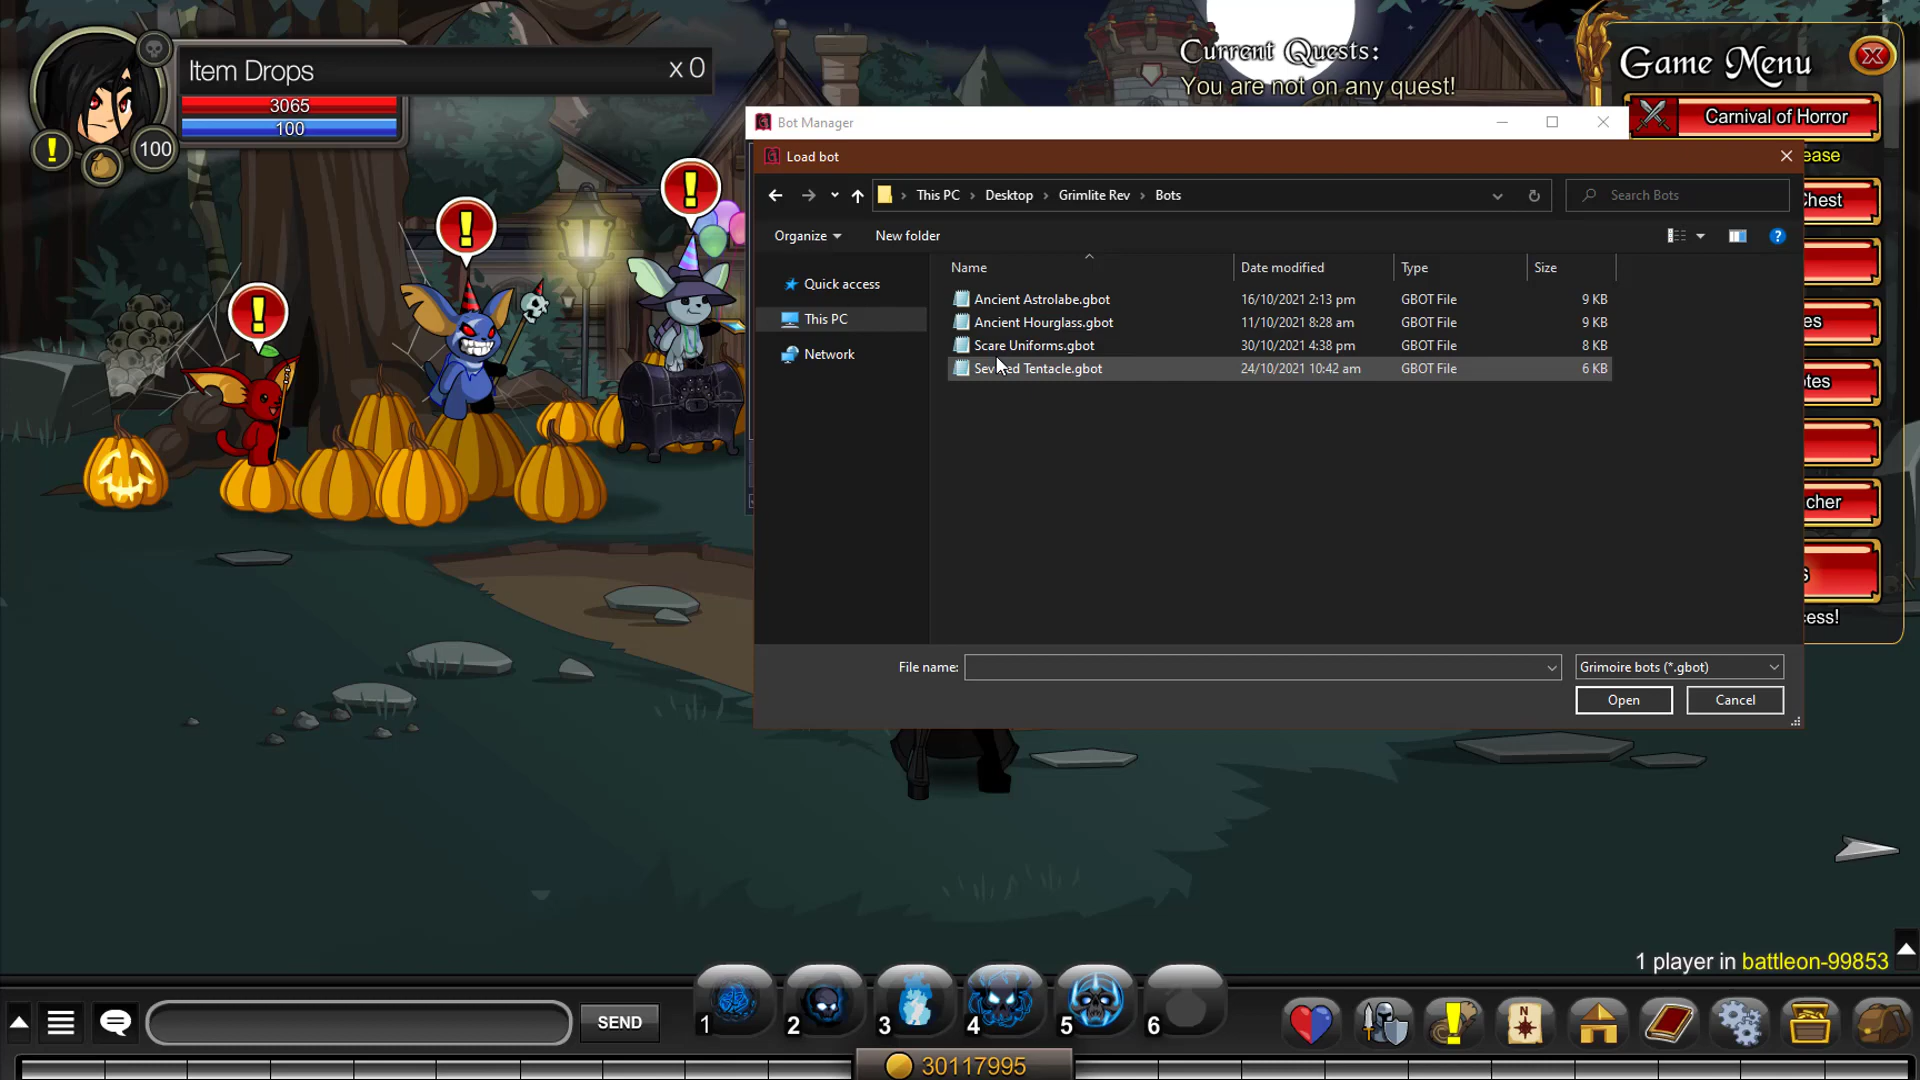 Item Drops x 0
3065
100
100
Current Quests:
You are not on any quest!
Game Menu
Carnival of Horror
ease
Chest
es
tes
cher
s
cess!
Bot Manager
Load bot
This PC > Desktop > Grimlite Rev > Bots
Search Bots
Organize New folder
Quick access
This PC
Network
Name Date modified Type Size
Ancient Astrolabe.gbot 16/10/2021 2:13 pm GBOT File 9 KB
Ancient Hourglass.gbot 11/10/2021 8:28 am GBOT File 9 KB
Scare Uniforms.gbot 30/10/2021 4:38 pm GBOT File 8 KB
Tentacle.gbot 24/10/2021 10:42 am GBOT File 6 KB
File name: Grimoire bots (*.gbot)
Open Cancel
1 player in battleon-99853
SEND
1 2 3 4 5 6
30117995